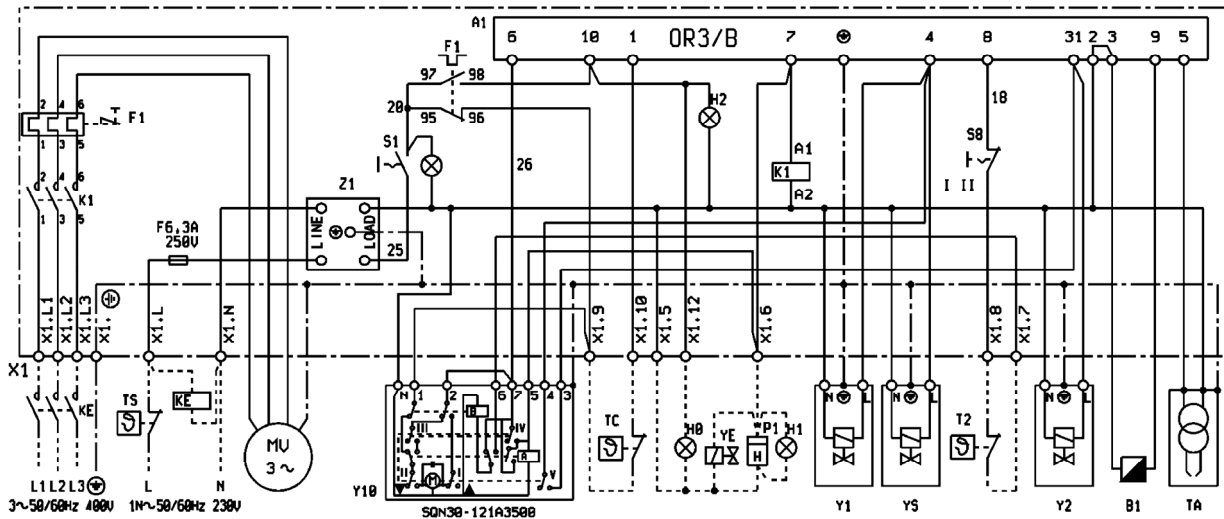 A1
6 10 1 OR3/B 7 4 8 31 2 3 9 5
F1
97 98
20
95 96
H2
18
S1
S8
I II
26
A1
K1
A2
2 4 6
F1
1 3 5
2 4 6
K1
1 3 5
Z1
LINE
LOAD
25
F6,3A
250V
X1.L1
X1.L2
X1.L3
X1.
X1.L
X1.N
X1.9
X1.10
X1.5
X1.12
X1.6
X1.8
X1.7
X1
KE
TS
KE
MV
3~
N 1 2 6 7 5 4 3
B
III
IV
A
II
I
V
M
Y10
SQN30-121A3500
TC
H0
YE
*P1
H
H1
N L
Y1
N L
YS
T2
N L
Y2
B1
TA
L1 L2 L3
3~50/60Hz 400V
L N
1N~50/60Hz 230V